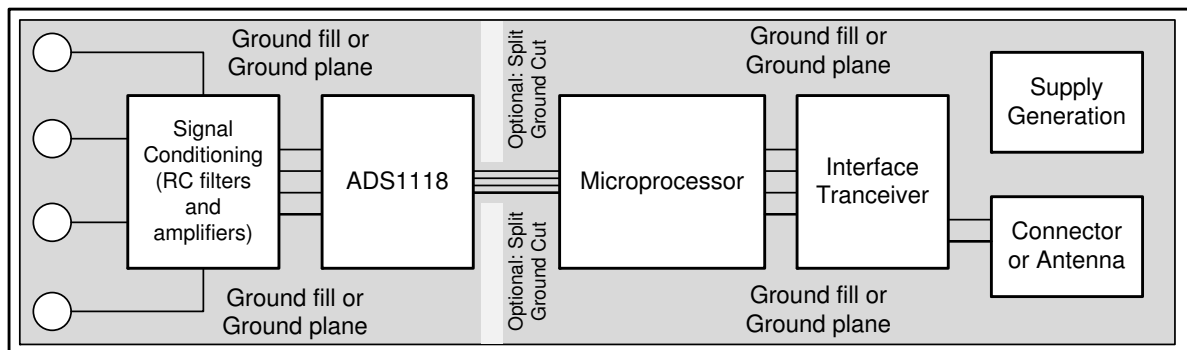 Ground fill or
Ground plane
Optional: Split
Ground Cut
Ground fill or
Ground plane
Supply
Generation
Signal
Conditioning
(RC filters
and
amplifiers)
ADS1118
Microprocessor
Interface
Tranceiver
Connector
or Antenna
Ground fill or
Ground plane
Optional: Split
Ground Cut
Ground fill or
Ground plane